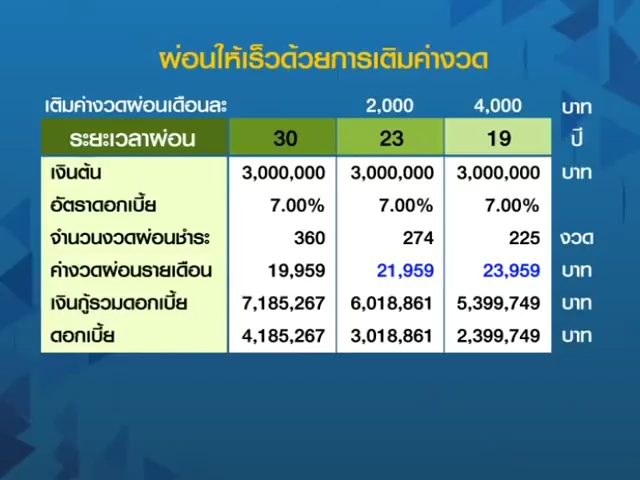 ผ่อนให้เร็วด้วยการเติมค่างวด
เติมค่างวดผ่อนเดือนละ 2,000 4,000 บาท
ระยะเวลาผ่อน 30 23 19 ปี
เงินต้น 3,000,000 3,000,000 3,000,000 บาท
อัตราดอกเบี้ย 7.00% 7.00% 7.00%
จำนวนงวดผ่อนชำระ 360 274 225 งวด
ค่างวดผ่อนรายเดือน 19,959 21,959 23,959 บาท
เงินกู้รวมดอกเบี้ย 7,185,267 6,018,861 5,399,749 บาท
ดอกเบี้ย 4,185,267 3,018,861 2,399,749 บาท